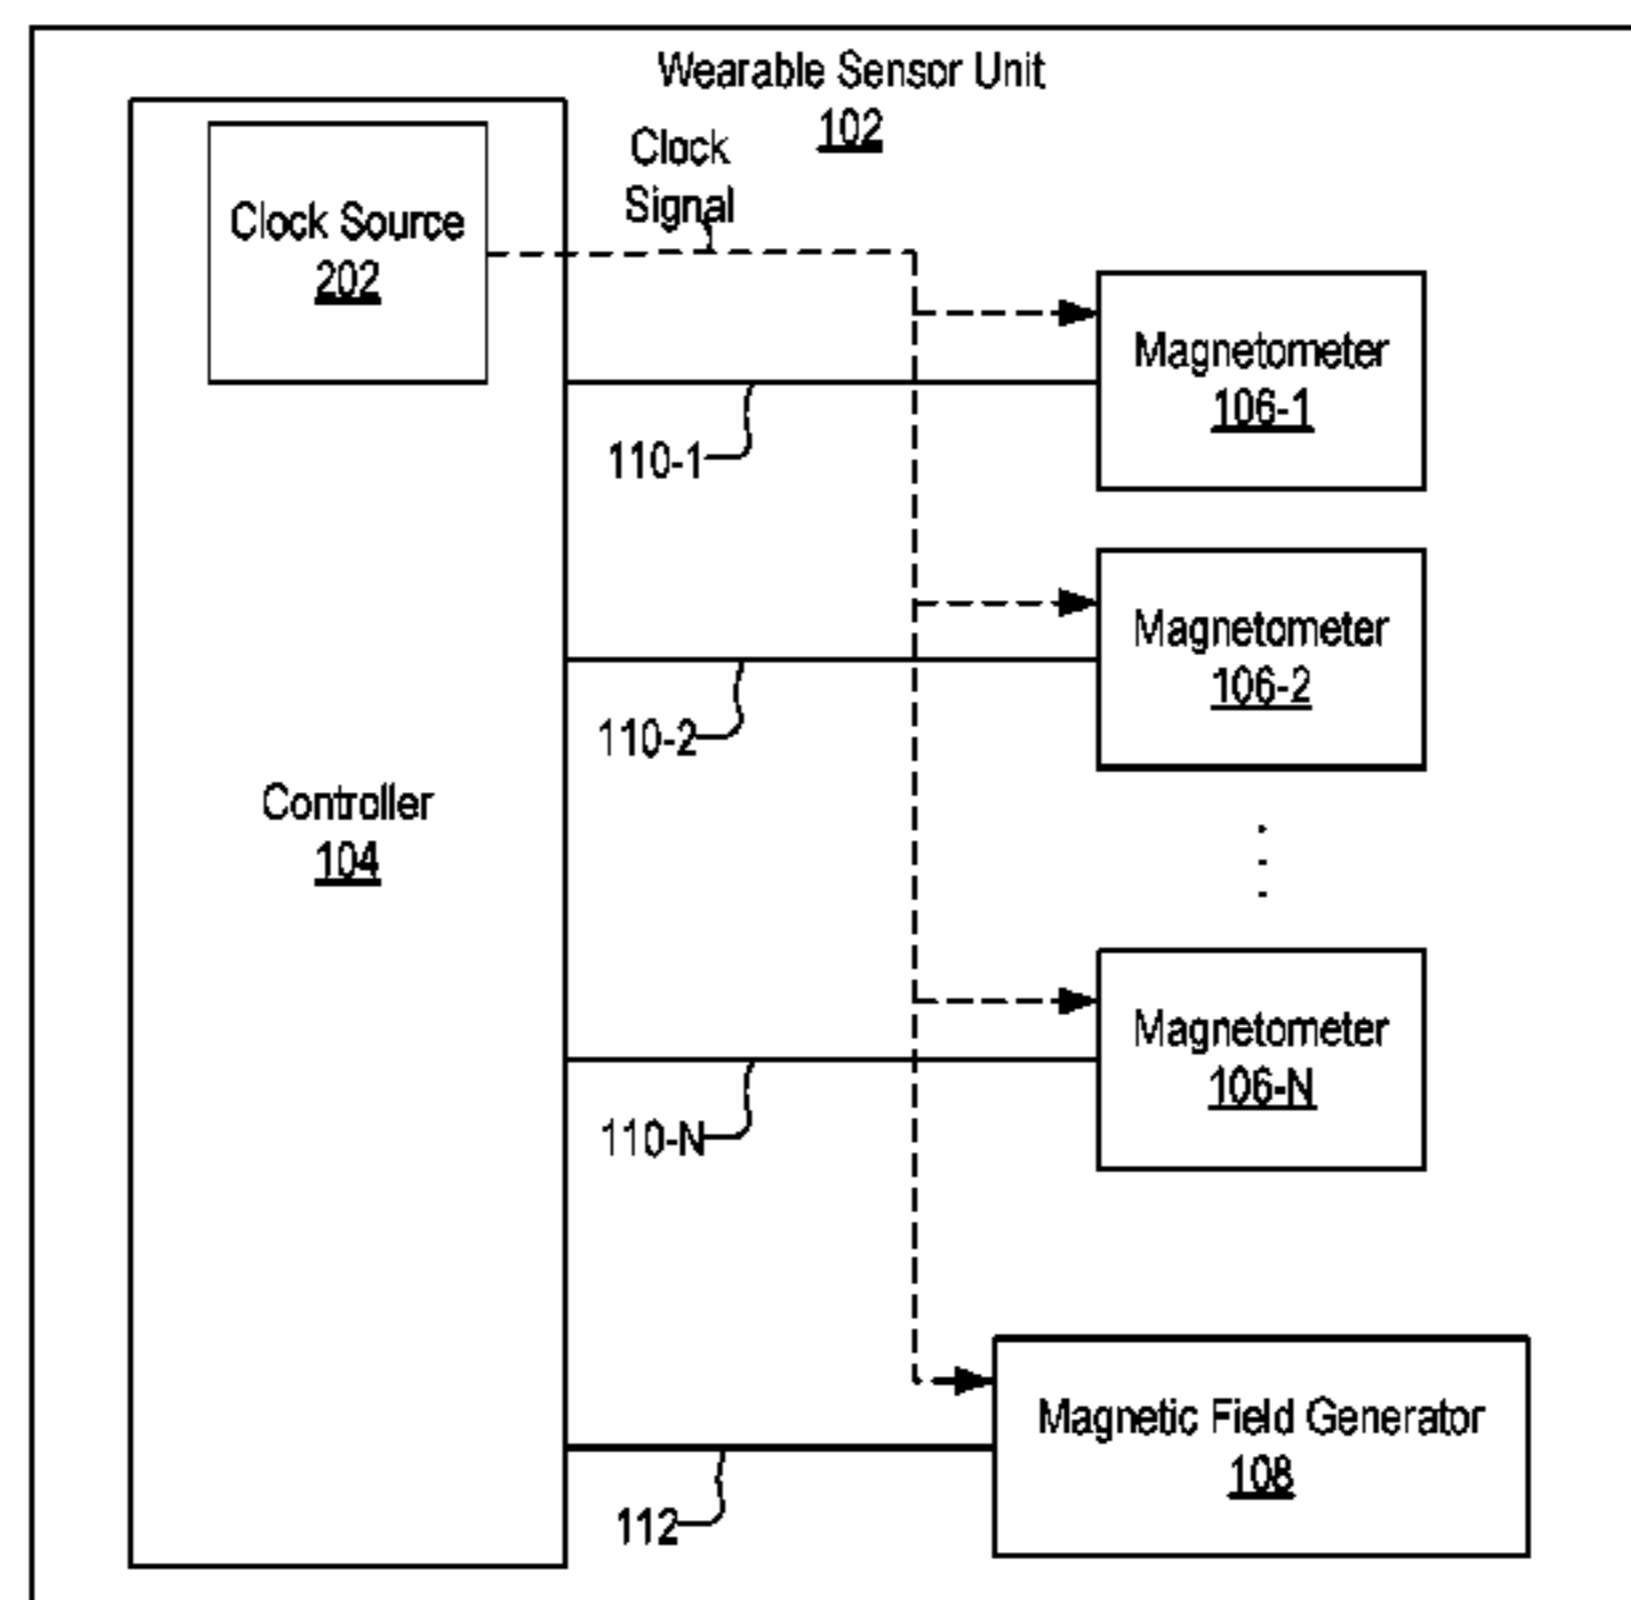 Wearable Sensor Unit
102
Clock
Signal
Clock Source
202
Magnetometer
106-1
110-1
Magnetometer
106-2
110-2
Controller
104
Magnetometer
106-N
110-N
Magnetic Field Generator
108
112